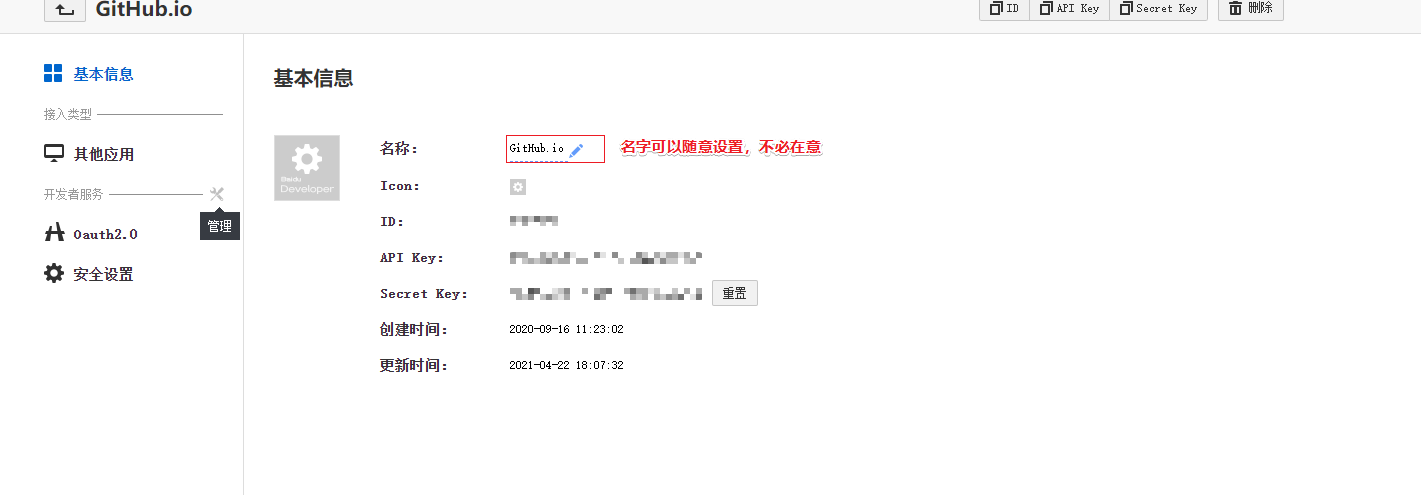 GitHub.io
ID
API Key
Secret Key
删除
基本信息
接入类型
其他应用
开发者服务
管理
Oauth2.0
安全设置
基本信息
Baidu
Developer
名称：
GitHub.io
名字可以随意设置，不必在意
Icon:
ID:
API Key:
Secret Key:
重置
创建时间：
2020-09-16 11:23:02
更新时间：
2021-04-22 18:07:32